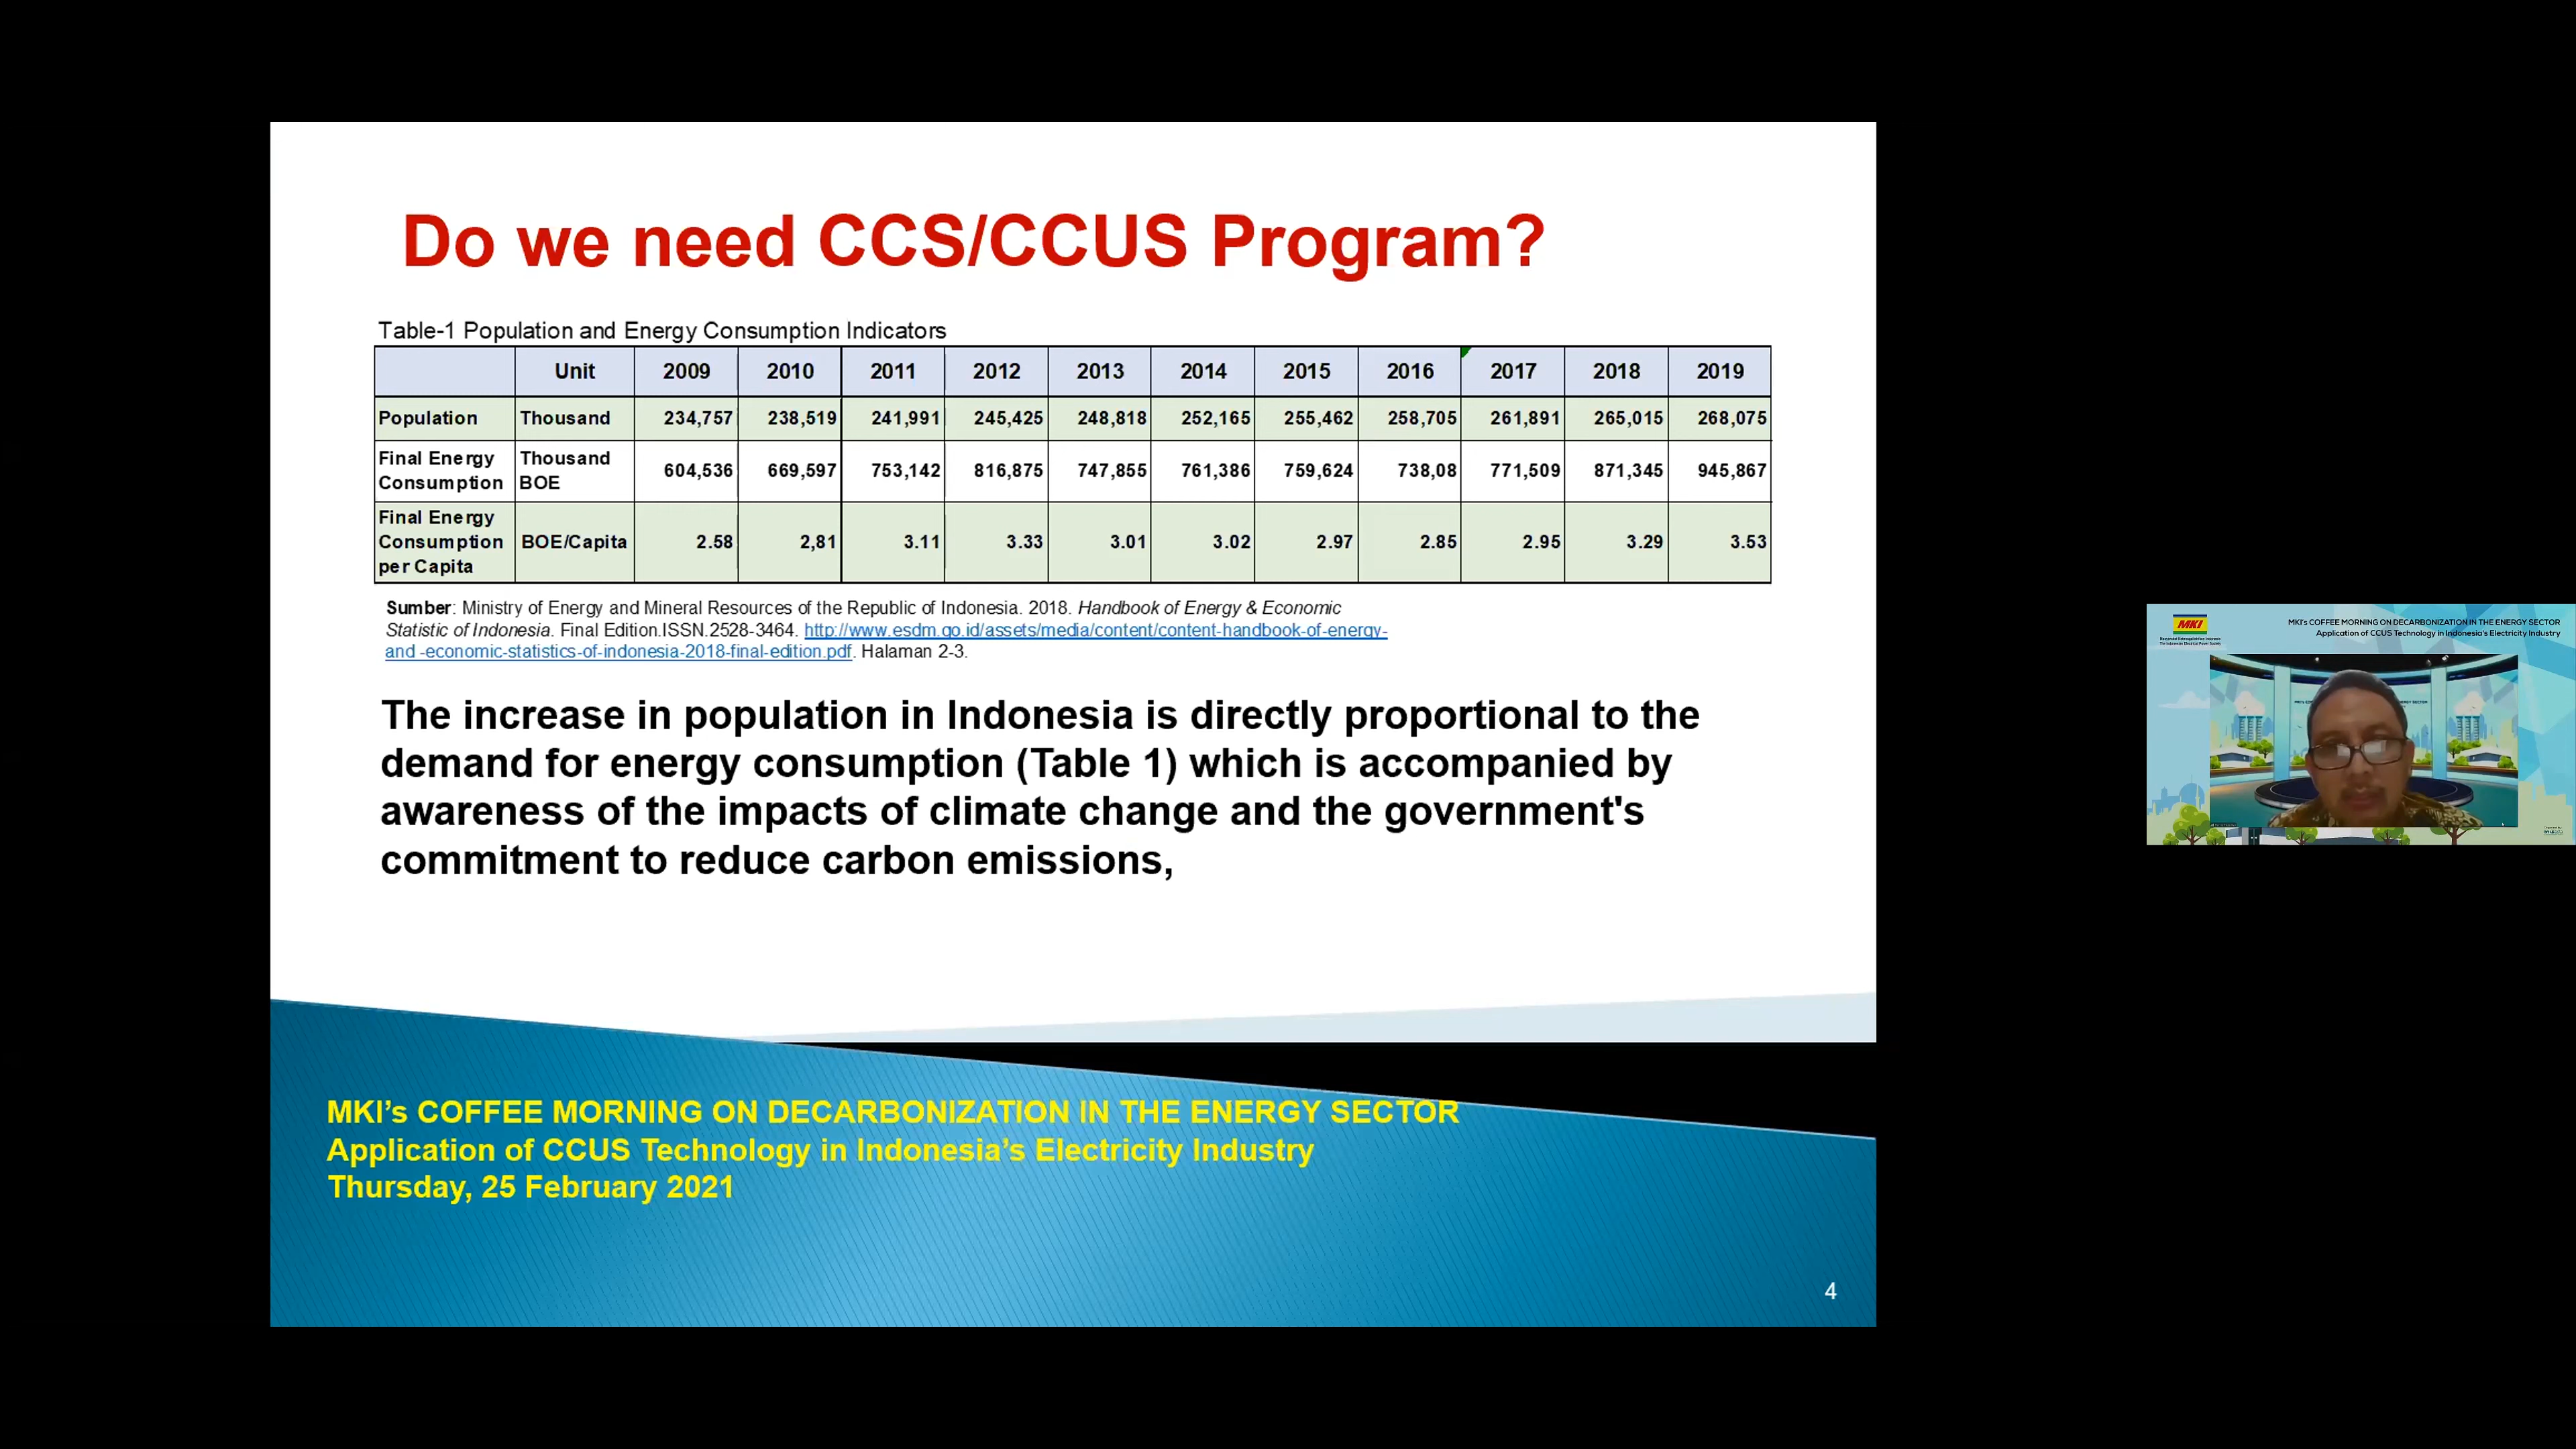 Do we need CCS/CCUS Program?
Table-1 Population and Energy Consumption Indicators
Unit 2009 2010 2011 2012 2013 2014 2015 2016 2017 2018 2019
Population Thousand 234,757 238,519 241,991 245,425 248,818 252,165 255,462 258,705 261,891 265,015 268,075
Final Energy Consumption Thousand BOE 604,536 669,597 753,142 816,875 747,855 761,386 759,624 738,08 771,509 871,345 945,867
Final Energy Consumption per Capita BOE/Capita 2.58 2,81 3.11 3.33 3.01 3.02 2.97 2.85 2.95 3.29 3.53
Sumber: Ministry of Energy and Mineral Resources of the Republic of Indonesia. 2018. Handbook of Energy & Economic
Statistic of Indonesia. Final Edition.ISSN.2528-3464. http://www.esdm.go.id/assets/media/content/content-handbook-of-energy-
and -economic-statistics-of-indonesia-2018-final-edition.pdf. Halaman 2-3.
The increase in population in Indonesia is directly proportional to the
demand for energy consumption (Table 1) which is accompanied by
awareness of the impacts of climate change and the government's
commitment to reduce carbon emissions,
MKI’s COFFEE MORNING ON DECARBONIZATION IN THE ENERGY SECTOR
Application of CCUS Technology in Indonesia’s Electricity Industry
Thursday, 25 February 2021
4
MKI
MKI's COFFEE MORNING ON DECARBONIZATION IN THE ENERGY SECTOR
Application of CCUS Technology in Indonesia's Electricity Industry